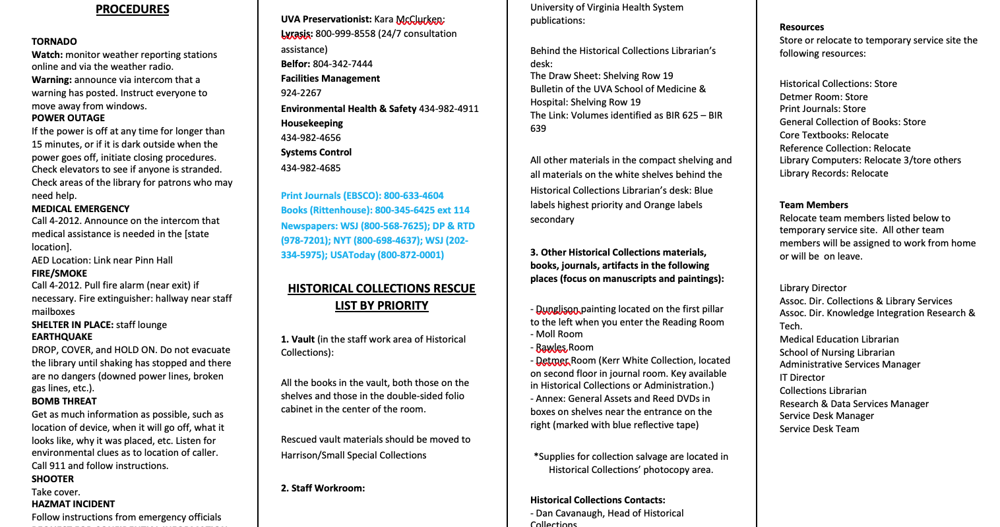 PROCEDURES
TORNADO
Watch: monitor weather reporting stations
online and via the weather radio.
Warning: announce via intercom that a
warning has posted. Instruct everyone to
move away from windows.
POWER OUTAGE
If the power is off at any time for longer than
15 minutes, or if it is dark outside when the
power goes off, initiate closing procedures.
Check elevators to see if anyone is stranded.
Check areas of the library for patrons who may
need help.
MEDICAL EMERGENCY
Call 4-2012. Announce on the intercom that
medical assistance is needed in the [state
location].
AED Location: Link near Pinn Hall
FIRE/SMOKE
Call 4-2012. Pull fire alarm (near exit) if
necessary. Fire extinguisher: hallway near staff
mailboxes
SHELTER IN PLACE: staff lounge
EARTHQUAKE
DROP, COVER, and HOLD ON. Do not evacuate
the library until shaking has stopped and there
are no dangers (downed power lines, broken
gas lines, etc.).
BOMB THREAT
Get as much information as possible, such as
location of device, when it will go off, what it
looks like, why it was placed, etc. Listen for
environmental clues as to location of caller.
Call 911 and follow instructions.
SHOOTER
Take cover.
HAZMAT INCIDENT
Follow instructions from emergency officials
UVA Preservationist: Kara McClurken:
Lyrasis: 800-999-8558 (24/7 consultation
assistance)
Belfor: 804-342-7444
Facilities Management
924-2267
Environmental Health & Safety 434-982-4911
Housekeeping
434-982-4656
Systems Control
434-982-4685
Print Journals (EBSCO): 800-633-4604
Books (Rittenhouse): 800-345-6425 ext 114
Newspapers: WSJ (800-568-7625); DP & RTD
(978-7201); NYT (800-698-4637); WSJ (202-
334-5975); USAToday (800-872-0001)
HISTORICAL COLLECTIONS RESCUE
LIST BY PRIORITY
1. Vault (in the staff work area of Historical
Collections):
All the books in the vault, both those on the
shelves and those in the double-sided folio
cabinet in the center of the room.
Rescued vault materials should be moved to
Harrison/Small Special Collections
2. Staff Workroom:
University of Virginia Health System
publications:
Behind the Historical Collections Librarian's
desk:
The Draw Sheet: Shelving Row 19
Bulletin of the UVA School of Medicine &
Hospital: Shelving Row 19
The Link: Volumes identified as BIR 625 – BIR
639
All other materials in the compact shelving and
all materials on the white shelves behind the
Historical Collections Librarian's desk: Blue
labels highest priority and Orange labels
secondary
3. Other Historical Collections materials,
books, journals, artifacts in the following
places (focus on manuscripts and paintings):
- Dunglison painting located on the first pillar
to the left when you enter the Reading Room
- Moll Room
- Rawles Room
- Detmer Room (Kerr White Collection, located
on second floor in journal room. Key available
in Historical Collections or Administration.)
- Annex: General Assets and Reed DVDs in
boxes on shelves near the entrance on the
right (marked with blue reflective tape)
*Supplies for collection salvage are located in
Historical Collections' photocopy area.
Historical Collections Contacts:
- Dan Cavanaugh, Head of Historical
Collections
Resources
Store or relocate to temporary service site the
following resources:
Historical Collections: Store
Detmer Room: Store
Print Journals: Store
General Collection of Books: Store
Core Textbooks: Relocate
Reference Collection: Relocate
Library Computers: Relocate 3/tore others
Library Records: Relocate
Team Members
Relocate team members listed below to
temporary service site. All other team
members will be assigned to work from home
or will be on leave.
Library Director
Assoc. Dir. Collections & Library Services
Assoc. Dir. Knowledge Integration Research &
Tech.
Medical Education Librarian
School of Nursing Librarian
Administrative Services Manager
IT Director
Collections Librarian
Research & Data Services Manager
Service Desk Manager
Service Desk Team